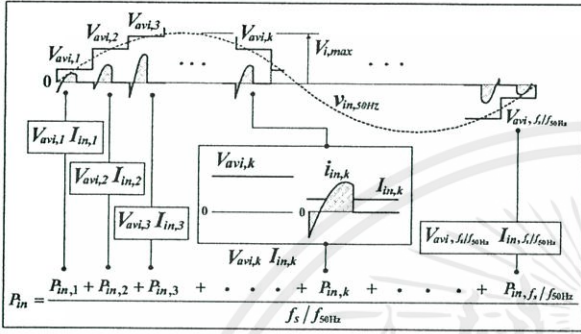 V_{avi,1} V_{avi,2} V_{avi,3} · · · V_{avi,k} V_{i,max} · · ·
0
v_{in,50Hz}
V_{avi, f_s/f_{50Hz}}
V_{avi,1} I_{in,1}
V_{avi,2} I_{in,2}
V_{avi,3} I_{in,3}
V_{avi,k} i_{in,k} I_{in,k}
0 0
V_{avi, f_s/f_{50Hz}} I_{in, f_s/f_{50Hz}}
V_{avi,k} I_{in,k}
P_{in} = P_{in,1} + P_{in,2} + P_{in,3} + · · · + P_{in,k} + · · · + P_{in, f_s/f_{50Hz}}
f_s / f_{50Hz}